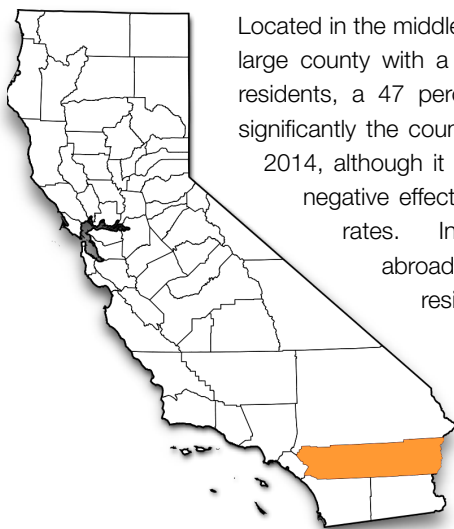 Located in the middle
large county with a
residents, a 47 perc
significantly the coun
2014, although it
negative effect
rates. In
abroad
resi